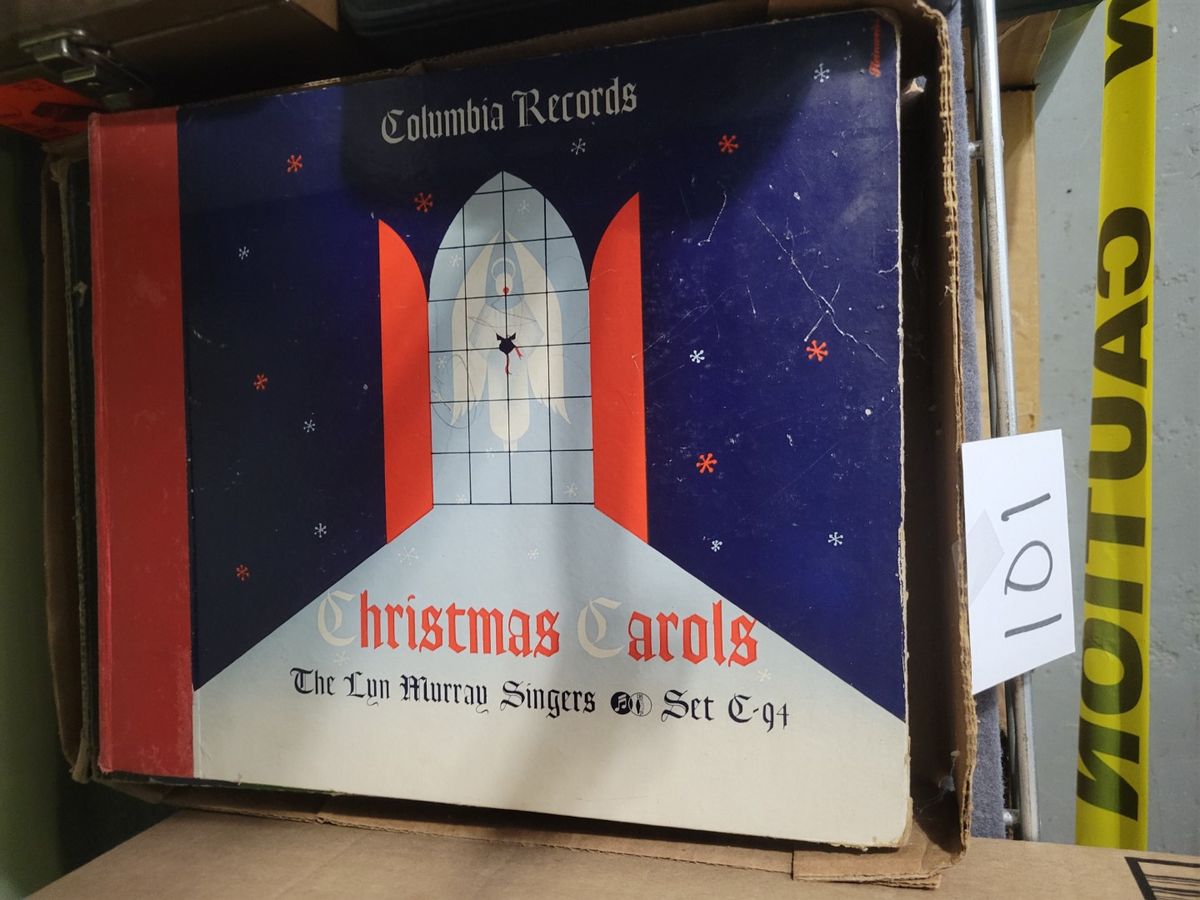 Columbia Records
Christmas Carols
The Lyn Murray Singers Set C-94
101
CAUTION